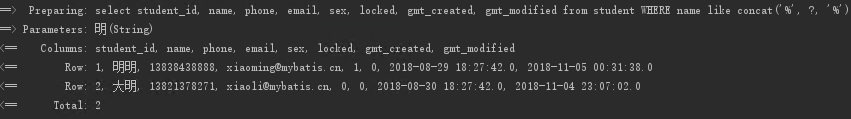 ==>  Preparing: select student_id, name, phone, email, sex, locked, gmt_created, gmt_modified from student WHERE name like concat('%', ?, '%')
==> Parameters: 明(String)
<==    Columns: student_id, name, phone, email, sex, locked, gmt_created, gmt_modified
<==        Row: 1, 明明, 13838438888, xiaoming@mybatis.cn, 1, 0, 2018-08-29 18:27:42.0, 2018-11-05 00:31:38.0
<==        Row: 2, 大明, 13821378271, xiaoli@mybatis.cn, 0, 0, 2018-08-30 18:27:42.0, 2018-11-04 23:07:02.0
<==      Total: 2